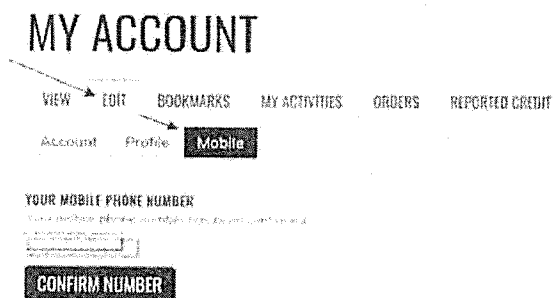 MY ACCOUNT
VIEW EDIT BOOKMARKS MY ACTIVITIES ORDERS REPORTED CREDIT
Account Profile Mobile
YOUR MOBILE PHONE NUMBER
CONFIRM NUMBER